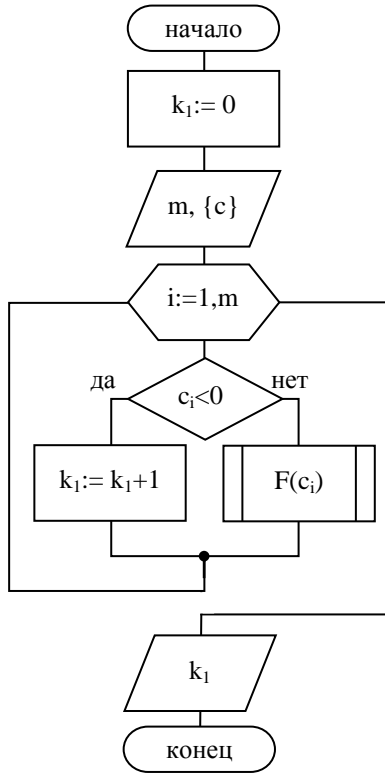 начало
k₁:= 0
m, {c}
i:=1,m
да
cᵢ<0
нет
k₁:= k₁+1
F(cᵢ)
k₁
конец